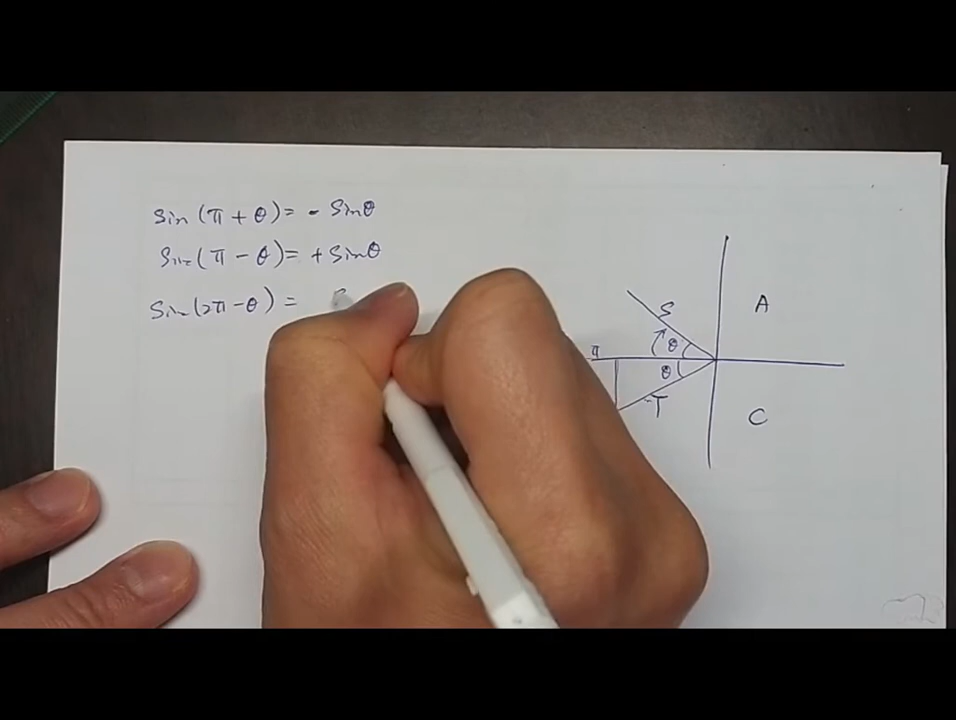 Sin (π + θ) = - Sinθ
Sin (π - θ) = + Sinθ
Sin (2π - θ) =
S
A
θ
π
θ
T
C